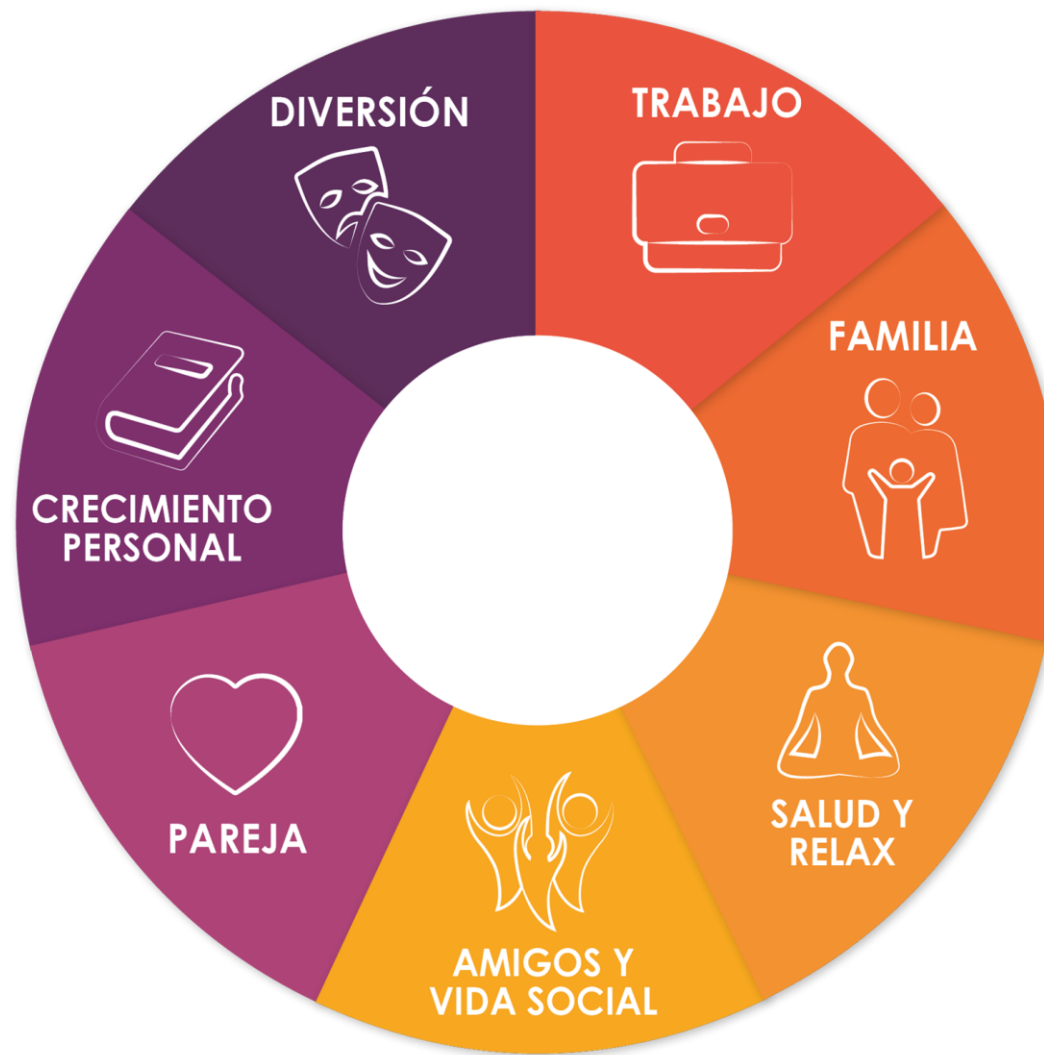 DIVERSIÓN
TRABAJO
FAMILIA
CRECIMIENTO
PERSONAL
SALUD Y
RELAX
PAREJA
AMIGOS Y
VIDA SOCIAL